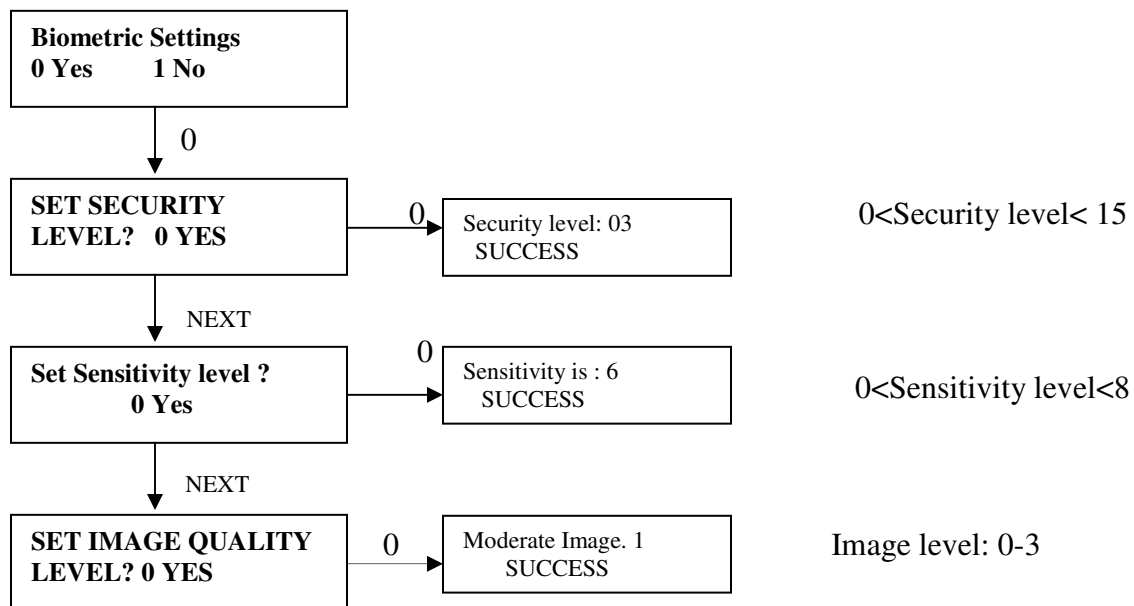 Biometric Settings
0 Yes 1 No
0
SET SECURITY
LEVEL? 0 YES
0
Security level: 03
SUCCESS
0<Security level< 15
NEXT
Set Sensitivity level ?
0 Yes
0
Sensitivity is : 6
SUCCESS
0<Sensitivity level<8
NEXT
SET IMAGE QUALITY
LEVEL? 0 YES
0
Moderate Image. 1
SUCCESS
Image level: 0-3